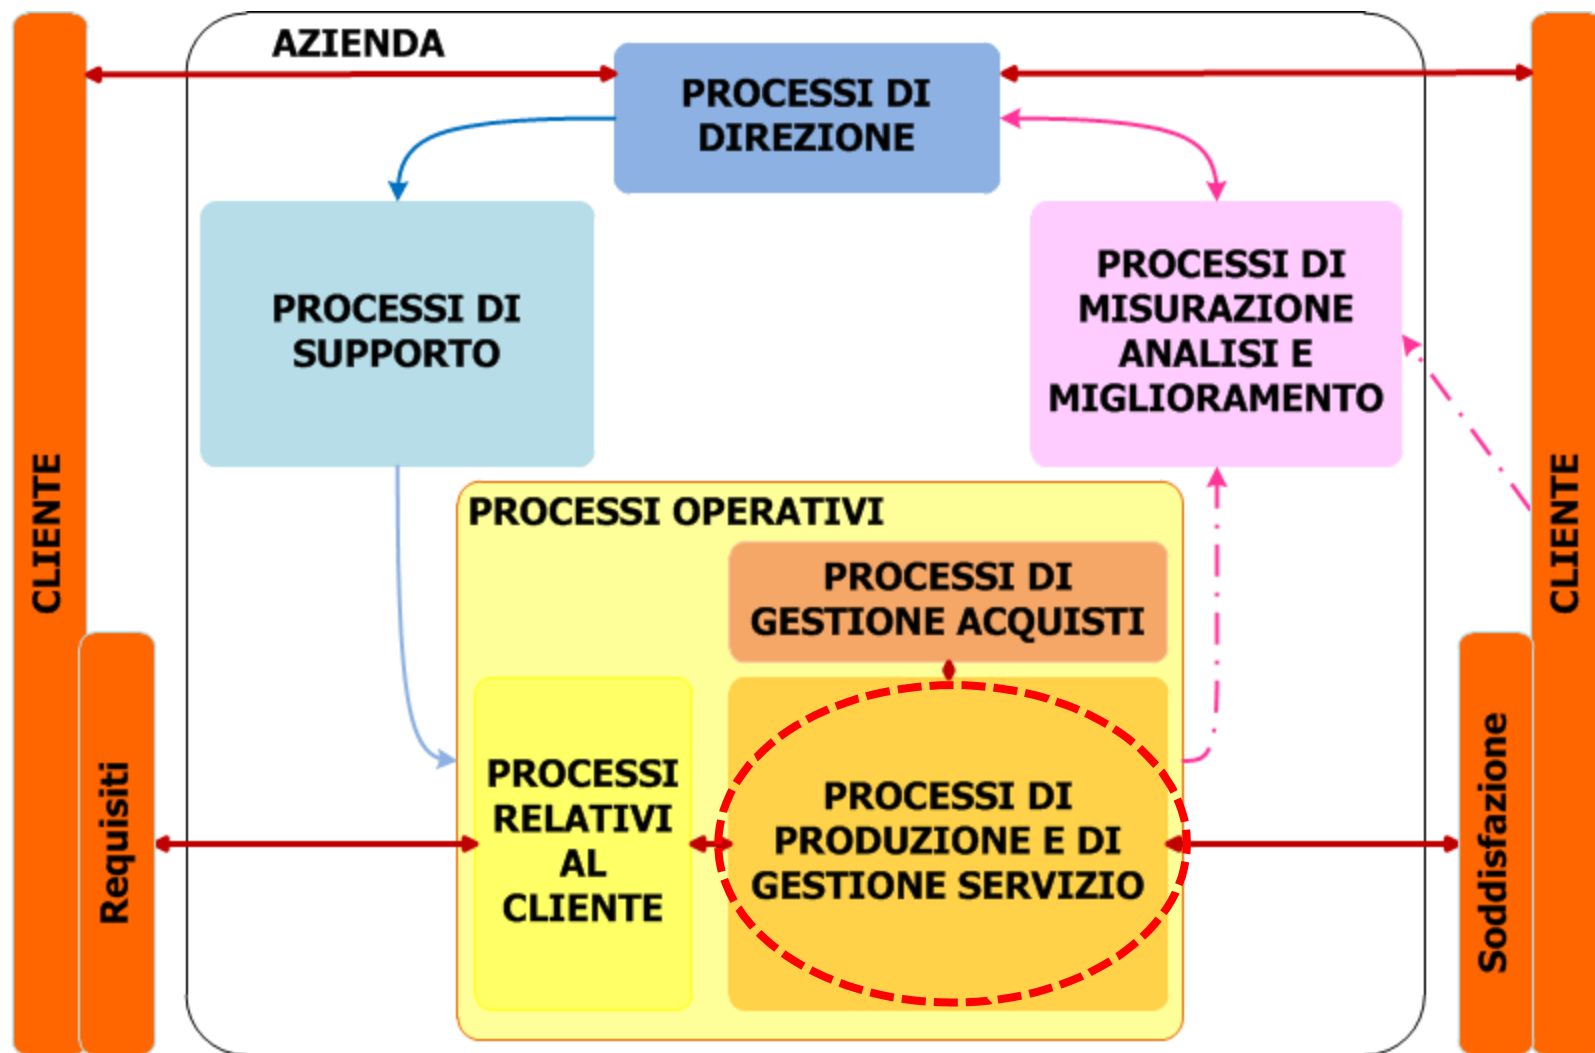 AZIENDA
PROCESSI DI
DIREZIONE
PROCESSI DI
SUPPORTO
PROCESSI DI
MISURAZIONE
ANALISI E
MIGLIORAMENTO
CLIENTE
Requisiti
PROCESSI OPERATIVI
PROCESSI DI
GESTIONE ACQUISTI
PROCESSI
RELATIVI
AL
CLIENTE
PROCESSI DI
PRODUZIONE E DI
GESTIONE SERVIZIO
Soddisfazione
CLIENTE